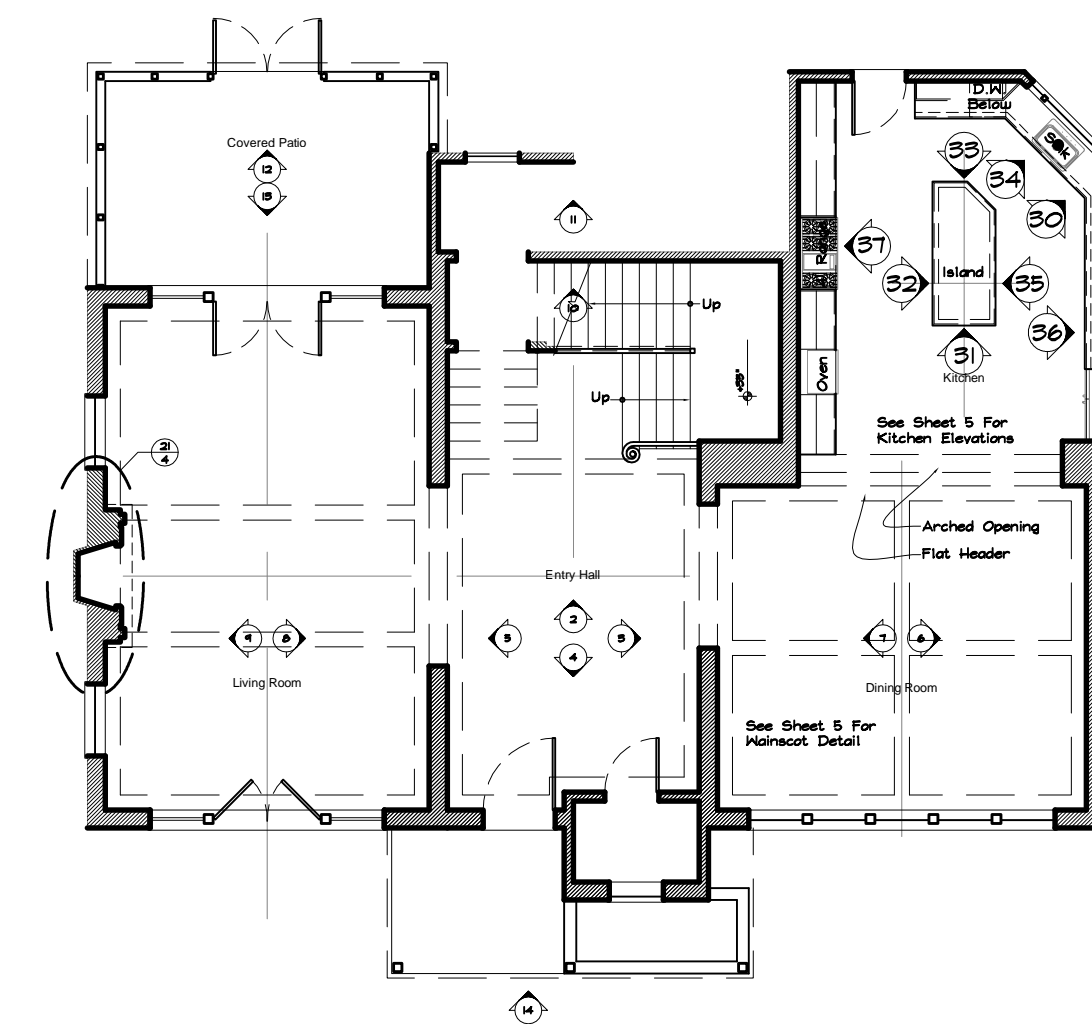 D.W.
Below
Covered Patio
12
13
33
34
Sink
30
11
37
Range
Island
32
35
10
Up
36
31
+55"
Kitchen
Oven
Up
See Sheet 5 For
Kitchen Elevations
21
4
Arched Opening
Flat Header
Entry Hall
2
9
8
5
3
7
6
4
Living Room
Dining Room
See Sheet 5 For
Wainscot Detail
14